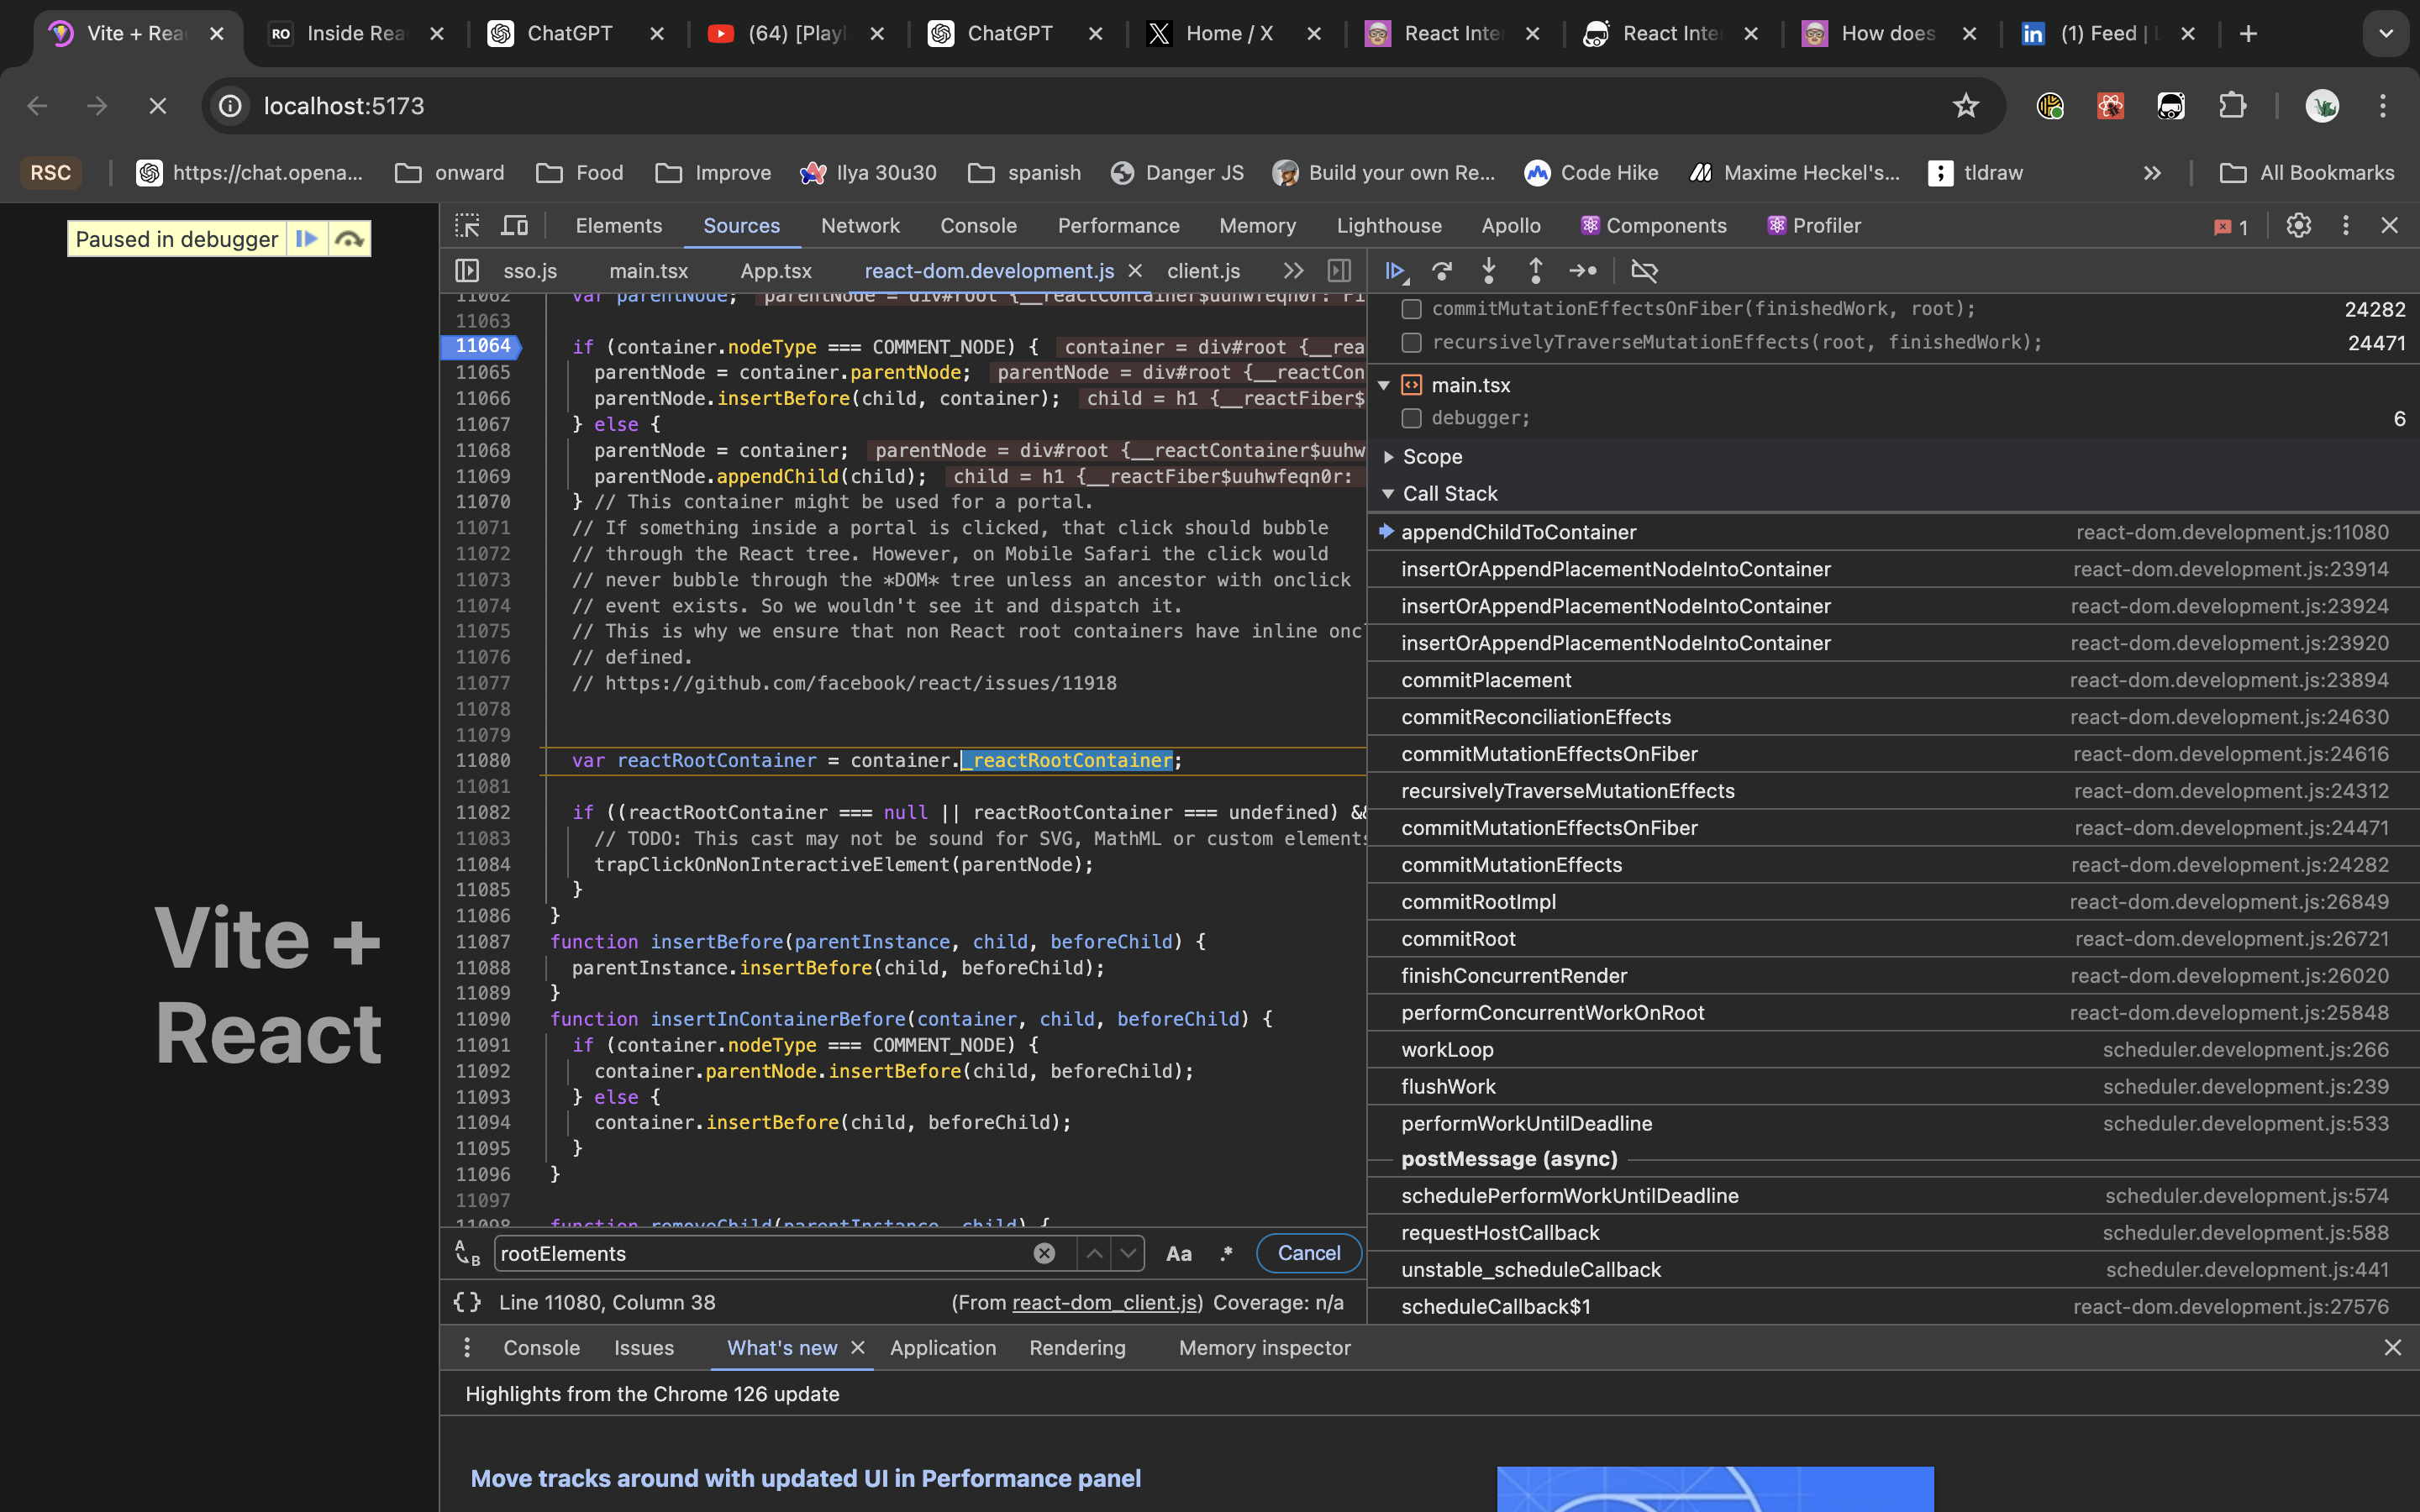 Vite + Rea
Inside Rea
ChatGPT
(64) [Playl
ChatGPT
Home / X
React Inte
React Inte
How does
(1) Feed | L
localhost:5173
RSC
https://chat.opena...
onward
Food
Improve
Ilya 30u30
spanish
Danger JS
Build your own Re...
Code Hike
Maxime Heckel's...
tldraw
All Bookmarks
Paused in debugger
Vite +
React
Elements
Sources
Network
Console
Performance
Memory
Lighthouse
Apollo
Components
Profiler
1
sso.js
main.tsx
App.tsx
react-dom.development.js
client.js
11062 var parentNode; parentNode = div#root {__reactContainer$uuhwfeqn0r: Fi
11063
11064 if (container.nodeType === COMMENT_NODE) { container = div#root {__rea
11065 parentNode = container.parentNode; parentNode = div#root {__reactCon
11066 parentNode.insertBefore(child, container); child = h1 {__reactFiber$
11067 } else {
11068 parentNode = container; parentNode = div#root {__reactContainer$uuhw
11069 parentNode.appendChild(child); child = h1 {__reactFiber$uuhwfeqn0r:
11070 } // This container might be used for a portal.
11071 // If something inside a portal is clicked, that click should bubble
11072 // through the React tree. However, on Mobile Safari the click would
11073 // never bubble through the *DOM* tree unless an ancestor with onclick
11074 // event exists. So we wouldn't see it and dispatch it.
11075 // This is why we ensure that non React root containers have inline onc
11076 // defined.
11077 // https://github.com/facebook/react/issues/11918
11078
11079
11080 var reactRootContainer = container._reactRootContainer;
11081
11082 if ((reactRootContainer === null || reactRootContainer === undefined) &&
11083 // TODO: This cast may not be sound for SVG, MathML or custom elements
11084 trapClickOnNonInteractiveElement(parentNode);
11085 }
11086 }
11087 function insertBefore(parentInstance, child, beforeChild) {
11088 parentInstance.insertBefore(child, beforeChild);
11089 }
11090 function insertInContainerBefore(container, child, beforeChild) {
11091 if (container.nodeType === COMMENT_NODE) {
11092 container.parentNode.insertBefore(child, beforeChild);
11093 } else {
11094 container.insertBefore(child, beforeChild);
11095 }
11096 }
11097
11098 function removeChild(parentInstance, child) {
rootElements
Aa
.*
Cancel
{} Line 11080, Column 38
(From react-dom_client.js) Coverage: n/a
commitMutationEffectsOnFiber(finishedWork, root); 24282
recursivelyTraverseMutationEffects(root, finishedWork); 24471
main.tsx
debugger; 6
Scope
Call Stack
appendChildToContainer react-dom.development.js:11080
insertOrAppendPlacementNodeIntoContainer react-dom.development.js:23914
insertOrAppendPlacementNodeIntoContainer react-dom.development.js:23924
insertOrAppendPlacementNodeIntoContainer react-dom.development.js:23920
commitPlacement react-dom.development.js:23894
commitReconciliationEffects react-dom.development.js:24630
commitMutationEffectsOnFiber react-dom.development.js:24616
recursivelyTraverseMutationEffects react-dom.development.js:24312
commitMutationEffectsOnFiber react-dom.development.js:24471
commitMutationEffects react-dom.development.js:24282
commitRootImpl react-dom.development.js:26849
commitRoot react-dom.development.js:26721
finishConcurrentRender react-dom.development.js:26020
performConcurrentWorkOnRoot react-dom.development.js:25848
workLoop scheduler.development.js:266
flushWork scheduler.development.js:239
performWorkUntilDeadline scheduler.development.js:533
postMessage (async)
schedulePerformWorkUntilDeadline scheduler.development.js:574
requestHostCallback scheduler.development.js:588
unstable_scheduleCallback scheduler.development.js:441
scheduleCallback$1 react-dom.development.js:27576
Console
Issues
What's new
Application
Rendering
Memory inspector
Highlights from the Chrome 126 update
Move tracks around with updated UI in Performance panel